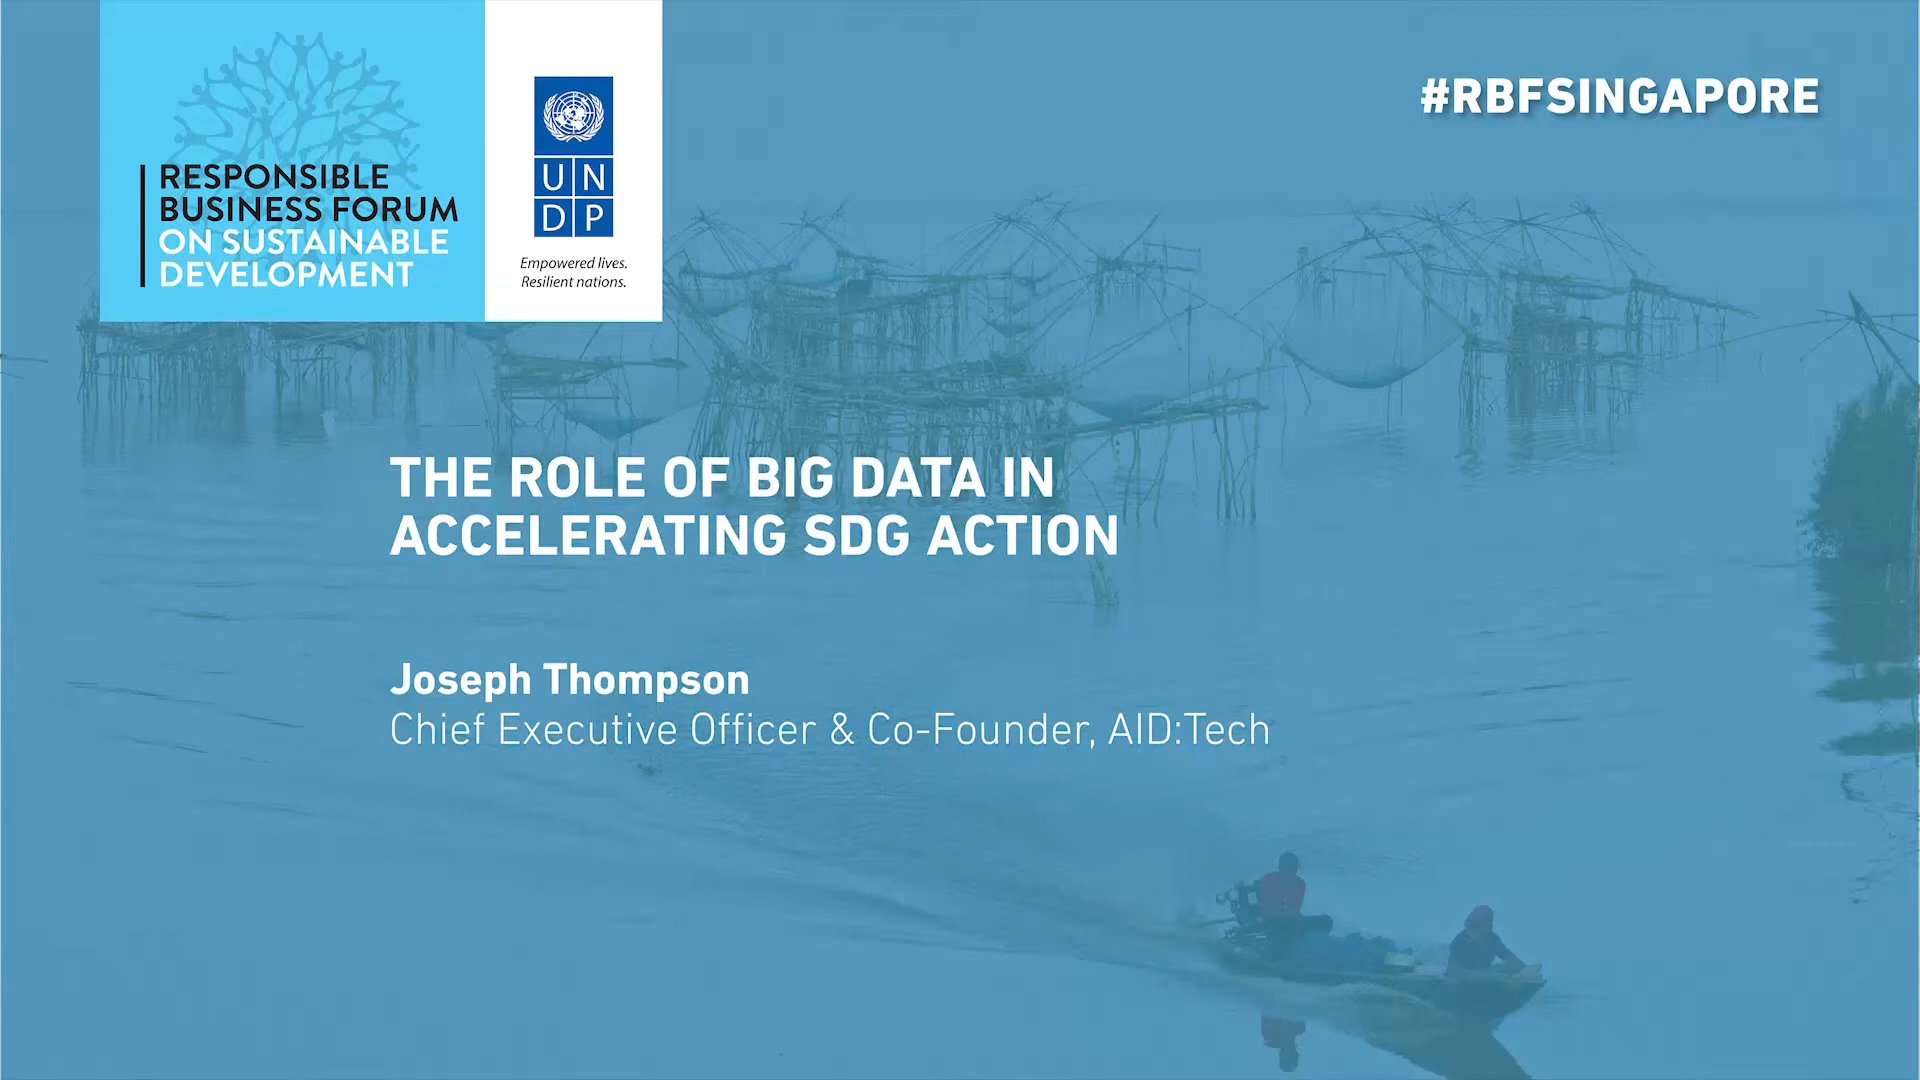 RESPONSIBLE
BUSINESS FORUM
ON SUSTAINABLE
DEVELOPMENT
U N
D P
Empowered lives.
Resilient nations.
#RBFSINGAPORE
THE ROLE OF BIG DATA IN
ACCELERATING SDG ACTION
Joseph Thompson
Chief Executive Officer & Co-Founder, AID:Tech